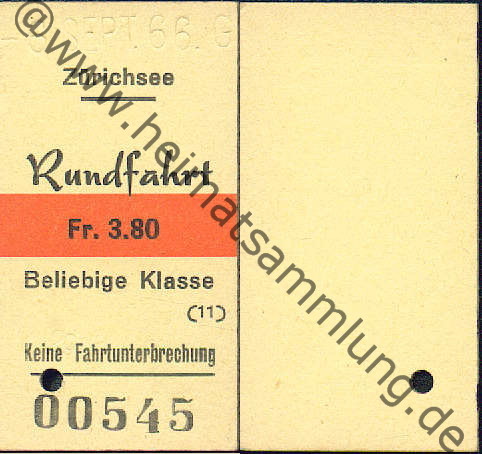 SEPT. 66
Zürichsee
Rundfahrt
Fr. 3.80
Beliebige Klasse
(11)
Keine Fahrtunterbrechung
00545
@www.heimatsammlung.de